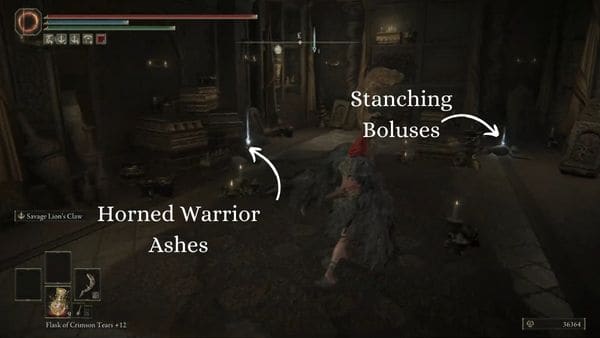 Stanching
Boluses
Horned Warrior
Ashes
Savage Lion's Claw
Flask of Crimson Tears +12
36364